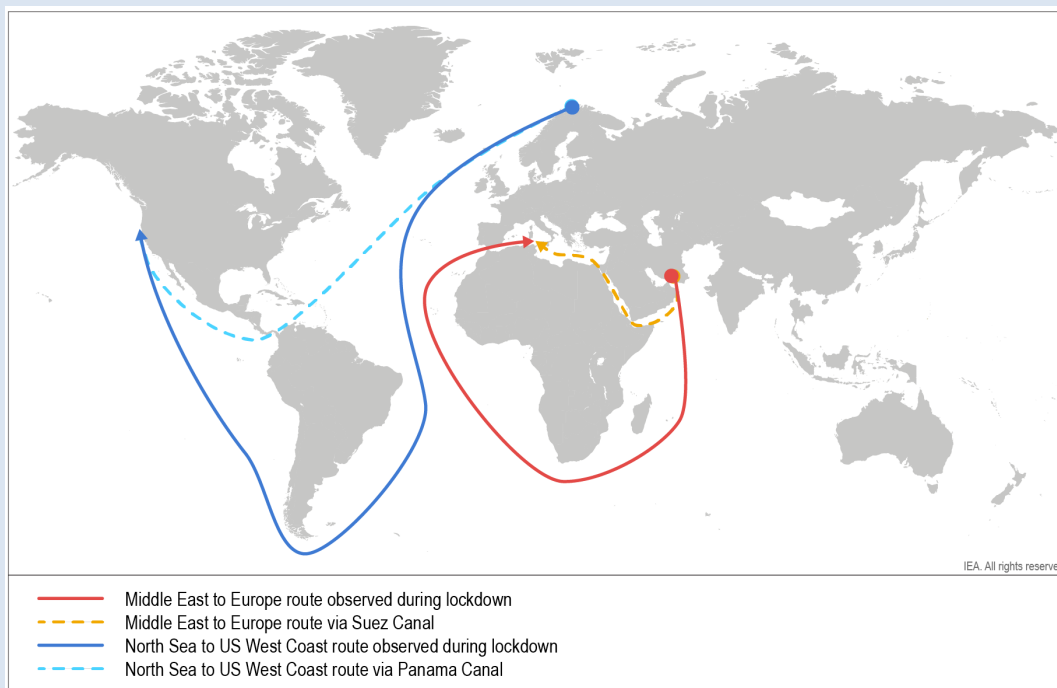 IEA. All rights reserve
Middle East to Europe route observed during lockdown
Middle East to Europe route via Suez Canal
North Sea to US West Coast route observed during lockdown
North Sea to US West Coast route via Panama Canal